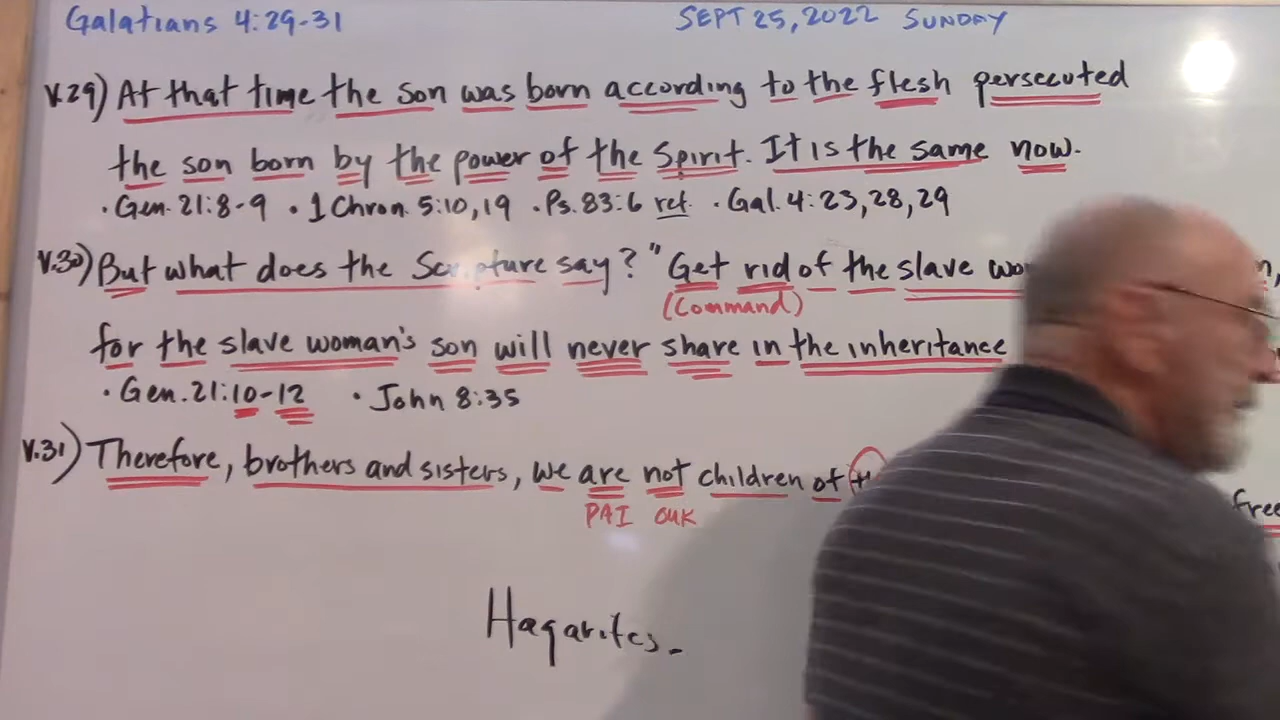 Galatians 4:29-31 SEPT 25, 2022 SUNDAY
V.29) At that time the son was born according to the flesh persecuted
the son born by the power of the Spirit. It is the same now.
• Gen. 21:8-9 • 1 Chron. 5:10, 19 • Ps. 83:6 ref. • Gal. 4:23, 28, 29
V.30) But what does the Scripture say? "Get rid of the slave
(Command)
for the slave woman's son will never share in the inheritance
• Gen. 21:10-12 • John 8:35
V.31) Therefore, brothers and sisters, we are not children of
free
PAI OUK
Hagarites.